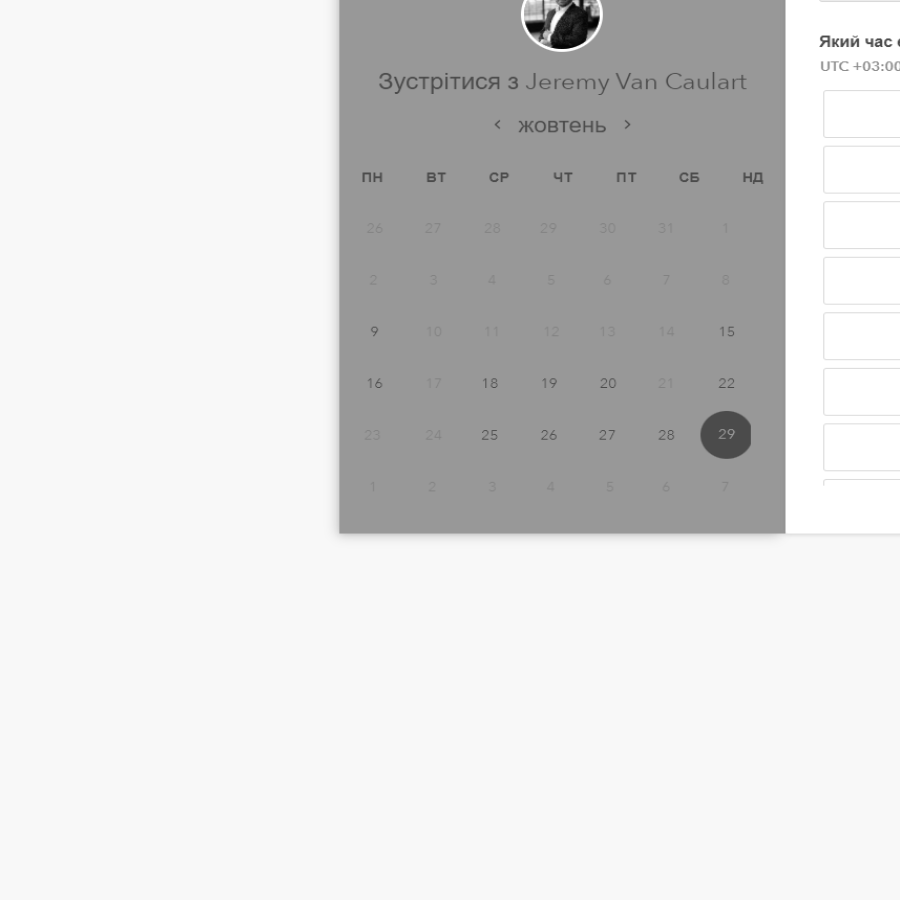 Зустрітися з Jeremy Van Caulart
‹ жовтень ›
ПН ВТ СР ЧТ ПТ СБ НД
26 27 28 29 30 31 1
2 3 4 5 6 7 8
9 10 11 12 13 14 15
16 17 18 19 20 21 22
23 24 25 26 27 28 29
1 2 3 4 5 6 7
Який час
UTC +03:00